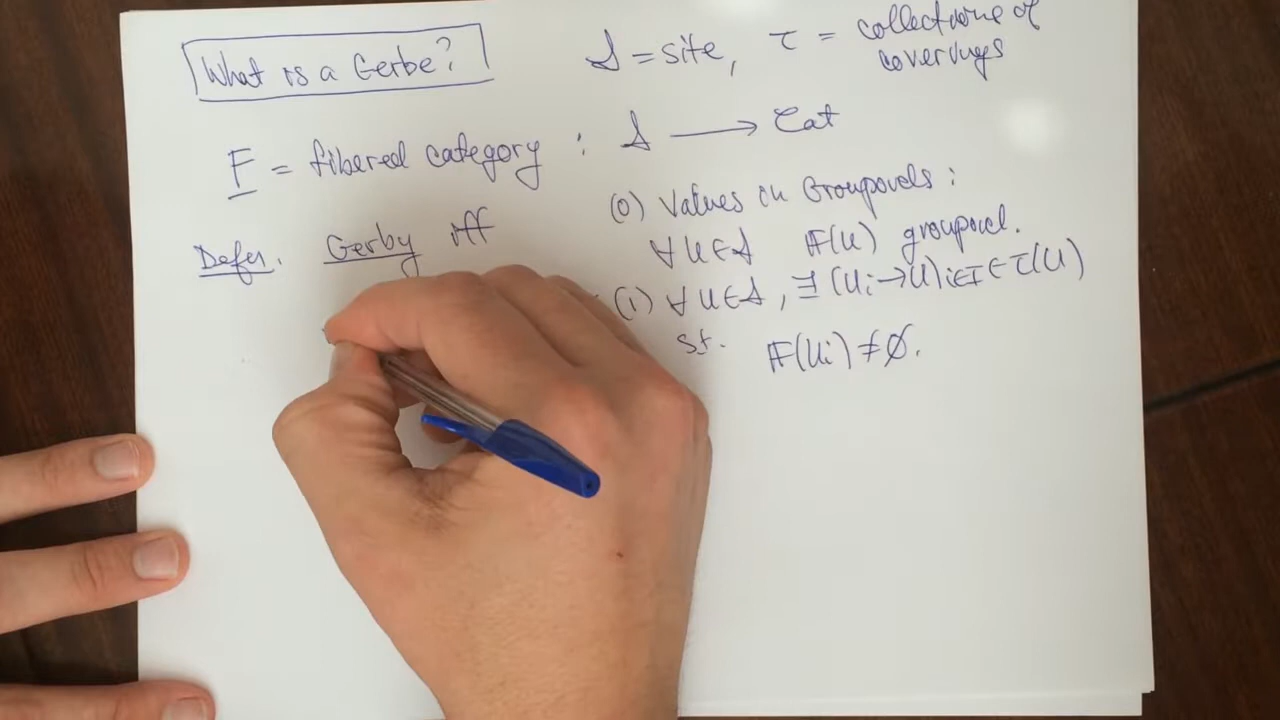 What is a Gerbe?
S = site, τ = collections of coverings
F = fibered category : S ⟶ Cat
(0) Values in Groupoids :
Defn. Gerby iff
∀ U ∈ S F(U) groupoid.
(1) ∀ U ∈ S, ∃ (Ui → U) i∈I ∈ τ(U)
st. F(Ui) ≠ ∅.